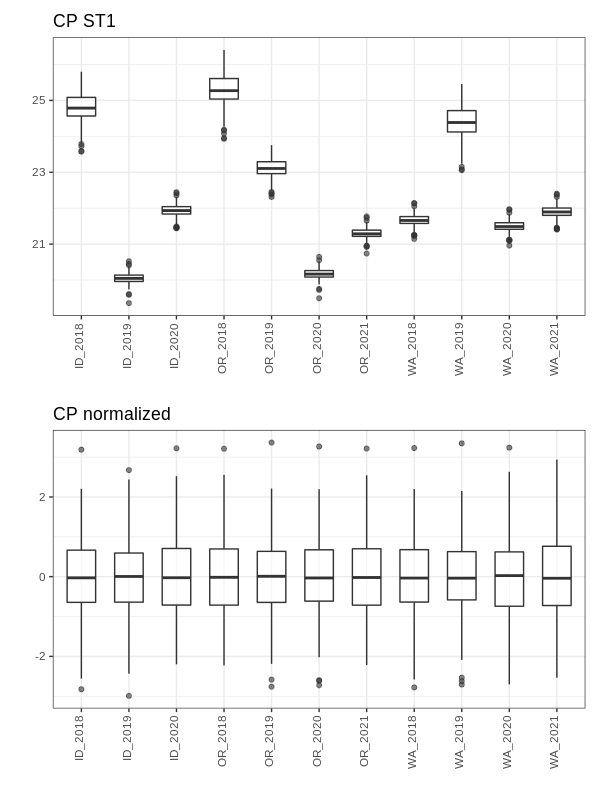 CP ST1
25
23
21
ID_2018
ID_2019
ID_2020
OR_2018
OR_2019
OR_2020
OR_2021
WA_2018
WA_2019
WA_2020
WA_2021
CP normalized
2
0
-2
ID_2018
ID_2019
ID_2020
OR_2018
OR_2019
OR_2020
OR_2021
WA_2018
WA_2019
WA_2020
WA_2021